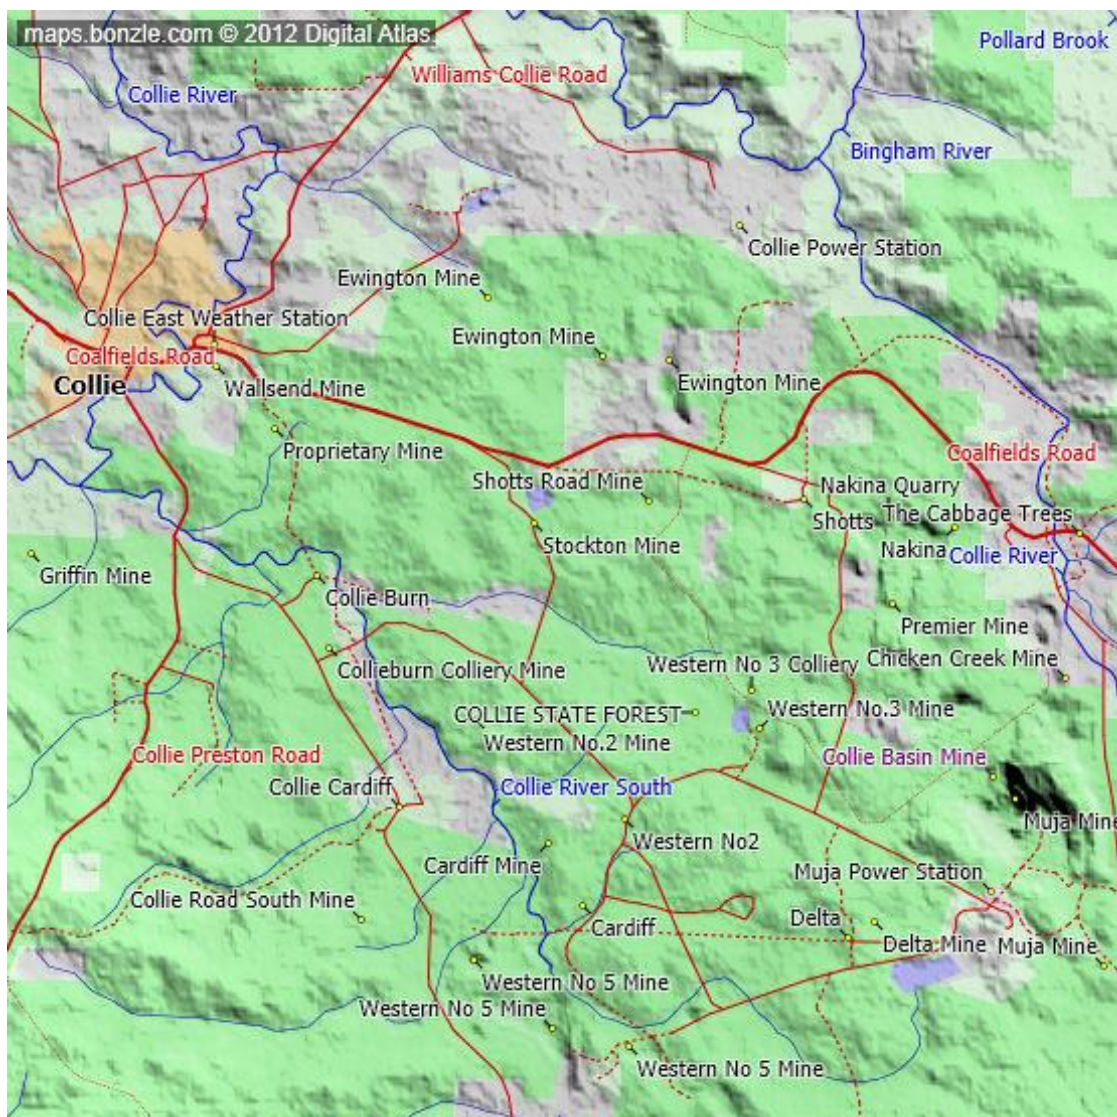 maps.bonzle.com © 2012 Digital Atlas
Pollard Brook
Williams Collie Road
Collie River
Bingham River
Collie Power Station
Ewington Mine
Collie East Weather Station
Ewington Mine
Coalfields Road
Collie
Wallsend Mine
Ewington Mine
Proprietary Mine
Coalfields Road
Shotts Road Mine
Nakina Quarry
Shotts
The Cabbage Trees
Stockton Mine
Nakina
Collie River
Griffin Mine
Collie Burn
Premier Mine
Collieburn Colliery Mine
Western No 3 Colliery
Chicken Creek Mine
COLLIE STATE FOREST
Western No.3 Mine
Western No.2 Mine
Collie Preston Road
Collie Basin Mine
Collie Cardiff
Collie River South
Muja Mine
Western No2
Cardiff Mine
Muja Power Station
Collie Road South Mine
Cardiff
Delta
Delta Mine
Muja Mine
Western No 5 Mine
Western No 5 Mine
Western No 5 Mine